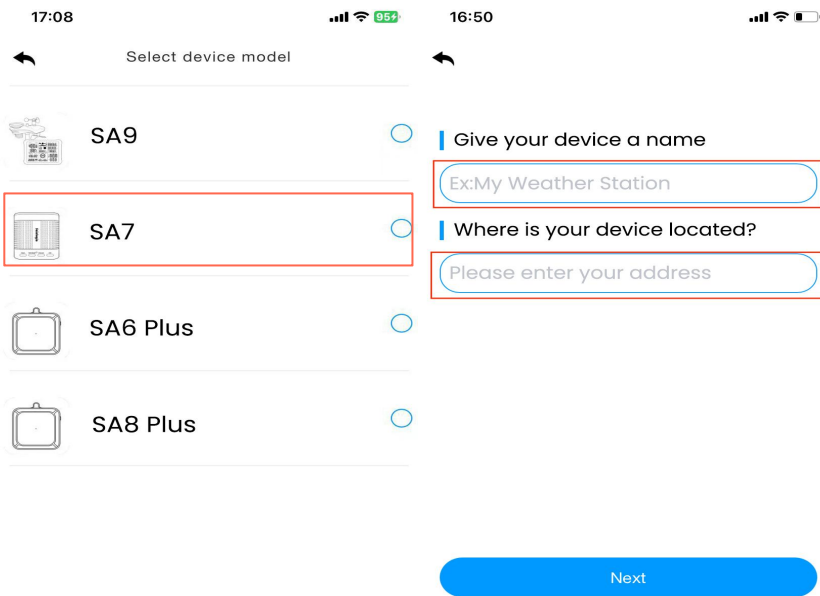 17:08
95
Select device model
SA9
SA7
SA6 Plus
SA8 Plus
16:50
Give your device a name
Ex:My Weather Station
Where is your device located?
Please enter your address
Next